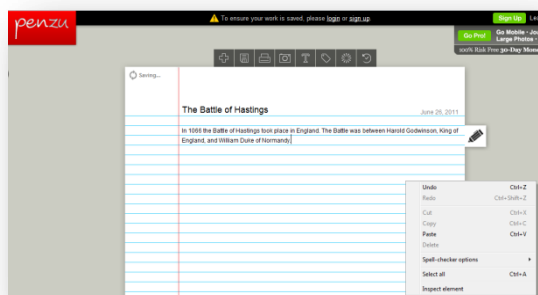 penzu
To ensure your work is saved, please login or sign up
Sign Up
Go Pro!
Go Mobile - Jou
Large Photos -
100% Risk Free 30-Day Mone
Saving...
The Battle of Hastings
June 26, 2011
In 1066 the Battle of Hastings took place in England. The Battle was between Harold Godwinson, King of
England, and William Duke of Normandy.
Undo Ctrl+Z
Redo Ctrl+Shift+Z
Cut Ctrl+X
Copy Ctrl+C
Paste Ctrl+V
Delete
Spell-checker options
Select all Ctrl+A
Inspect element